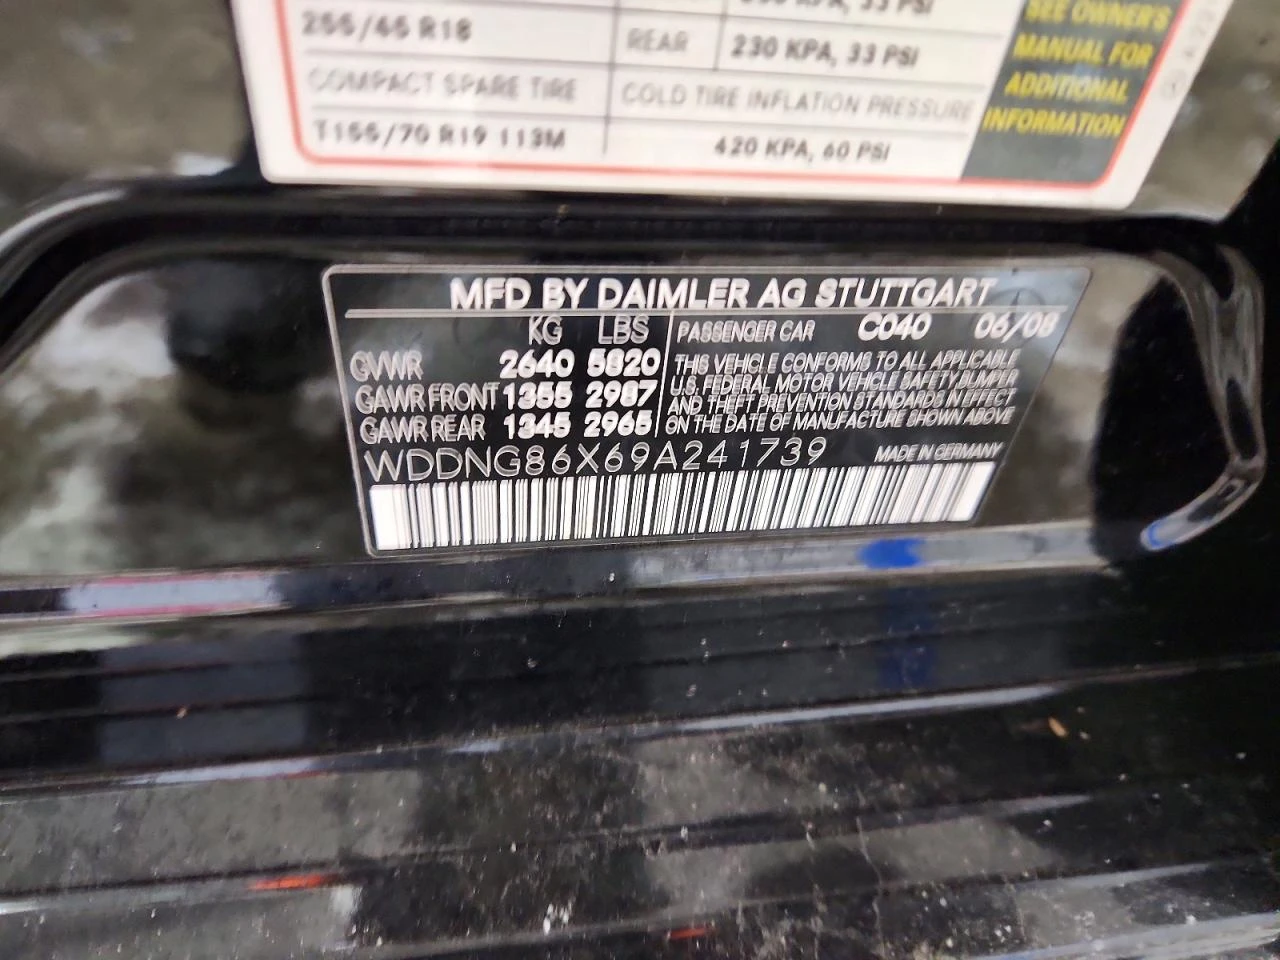 33 PSI
255/45 R18
REAR
230 KPA, 33 PSI
COMPACT SPARE TIRE
COLD TIRE INFLATION PRESSURE
T155/70 R19 113M
420 KPA, 60 PSI
SEE OWNER'S
MANUAL FOR
ADDITIONAL
INFORMATION
MFD BY DAIMLER AG STUTTGART
KG LBS
GVWR 2640 5820
GAWR FRONT 1355 2987
GAWR REAR 1345 2965
PASSENGER CAR C040 06/08
THIS VEHICLE CONFORMS TO ALL APPLICABLE
U.S. FEDERAL MOTOR VEHICLE SAFETY, BUMPER
AND THEFT PREVENTION STANDARDS IN EFFECT
ON THE DATE OF MANUFACTURE SHOWN ABOVE
WDDNG86X69A241739
MADE IN GERMANY